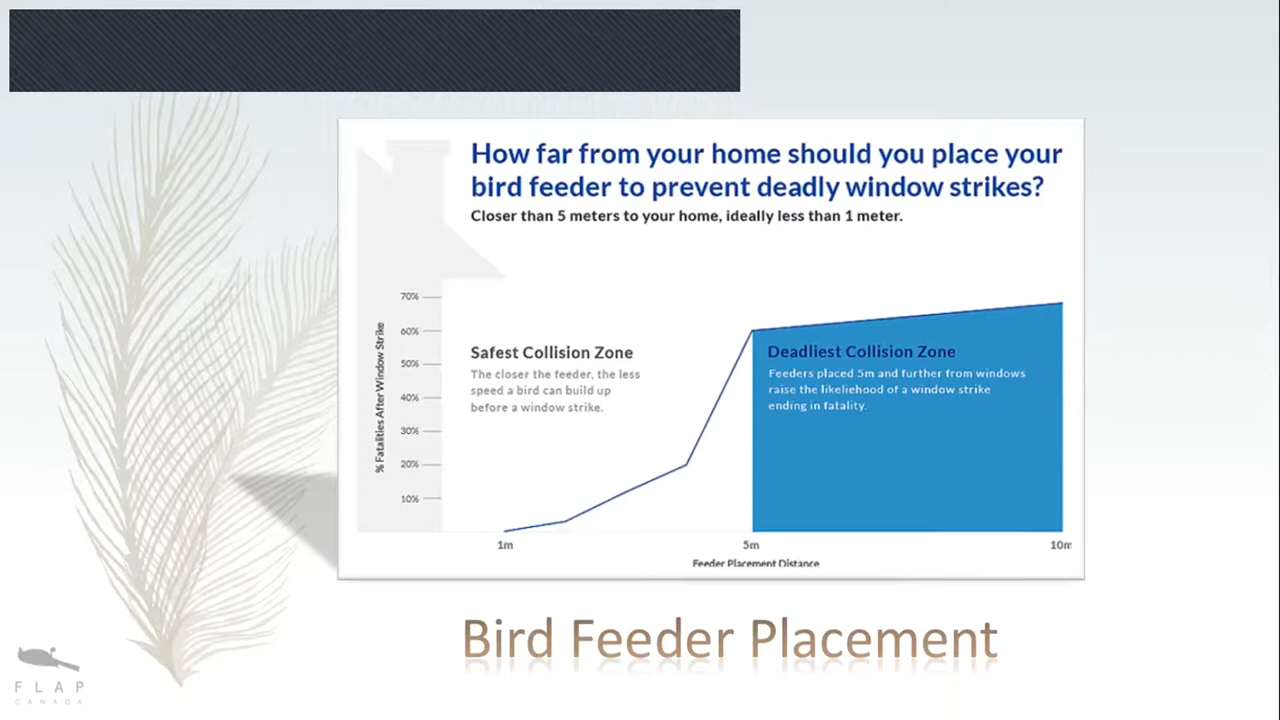 How far from your home should you place your
bird feeder to prevent deadly window strikes?
Closer than 5 meters to your home, ideally less than 1 meter.
70%
60%
50%
40%
30%
20%
10%
% Fatalities After Window Strike
Safest Collision Zone
The closer the feeder, the less
speed a bird can build up
before a window strike.
Deadliest Collision Zone
Feeders placed 5m and further from windows
raise the likeliehood of a window strike
ending in fatality.
1m
5m
10m
Feeder Placement Distance
Bird Feeder Placement
FLAP
CANADA